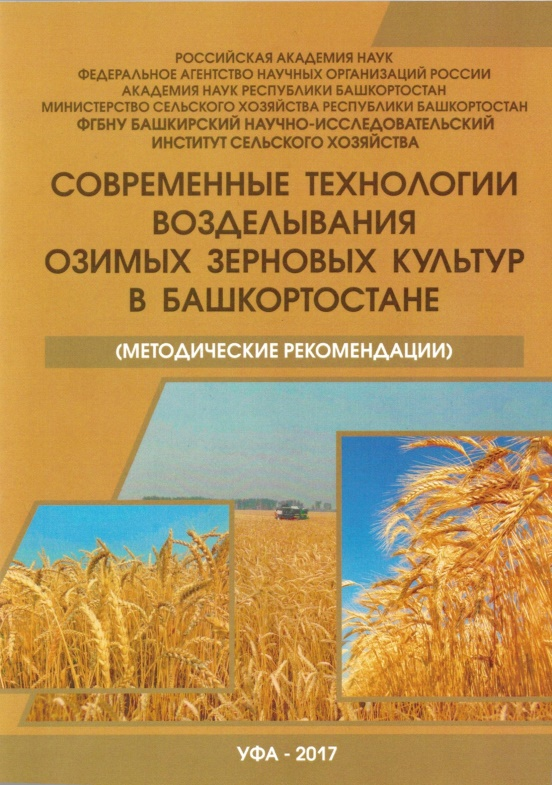 РОССИЙСКАЯ АКАДЕМИЯ НАУК
ФЕДЕРАЛЬНОЕ АГЕНТСТВО НАУЧНЫХ ОРГАНИЗАЦИЙ РОССИИ
АКАДЕМИЯ НАУК РЕСПУБЛИКИ БАШКОРТОСТАН
МИНИСТЕРСТВО СЕЛЬСКОГО ХОЗЯЙСТВА РЕСПУБЛИКИ БАШКОРТОСТАН
ФГБНУ БАШКИРСКИЙ НАУЧНО-ИССЛЕДОВАТЕЛЬСКИЙ
ИНСТИТУТ СЕЛЬСКОГО ХОЗЯЙСТВА
СОВРЕМЕННЫЕ ТЕХНОЛОГИИ
ВОЗДЕЛЫВАНИЯ
ОЗИМЫХ ЗЕРНОВЫХ КУЛЬТУР
В БАШКОРТОСТАНЕ
(МЕТОДИЧЕСКИЕ РЕКОМЕНДАЦИИ)
УФА - 2017